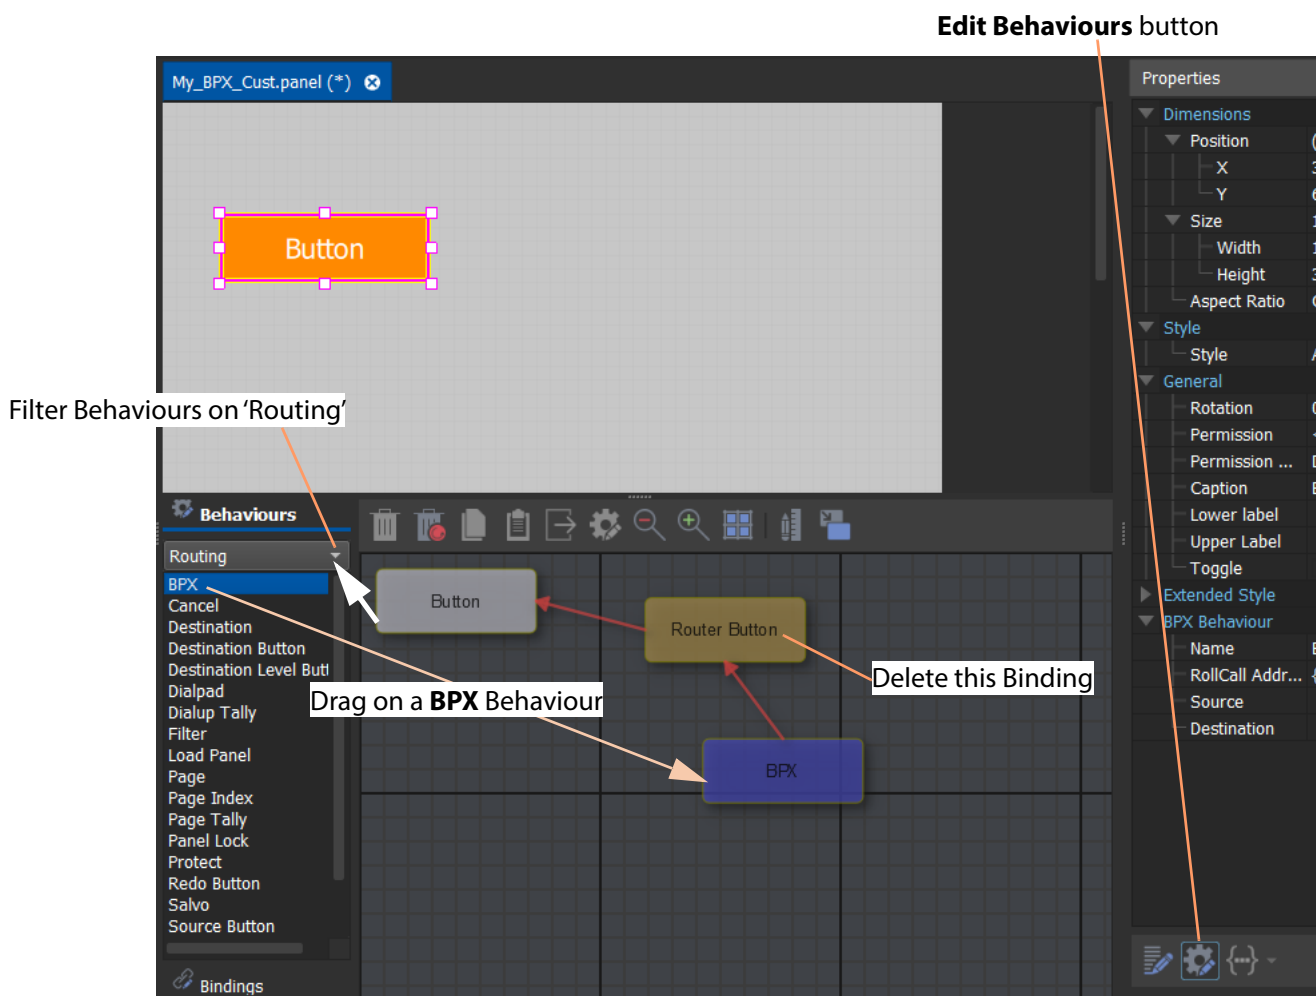 Edit Behaviours button
My_BPX_Cust.panel (*)
Button
Filter Behaviours on 'Routing'
Properties
Dimensions
Position
X
Y
Size
Width
Height
Aspect Ratio
Style
Style
General
Rotation
Permission
Permission ...
Caption
Lower label
Upper Label
Toggle
Extended Style
BPX Behaviour
Name
RollCall Addr...
Source
Destination
Behaviours
Routing
BPX
Cancel
Destination
Destination Button
Destination Level Butt
Dialpad
Dialup Tally
Filter
Load Panel
Page
Page Index
Page Tally
Panel Lock
Protect
Redo Button
Salvo
Source Button
Bindings
Button
Router Button
Delete this Binding
Drag on a BPX Behaviour
BPX